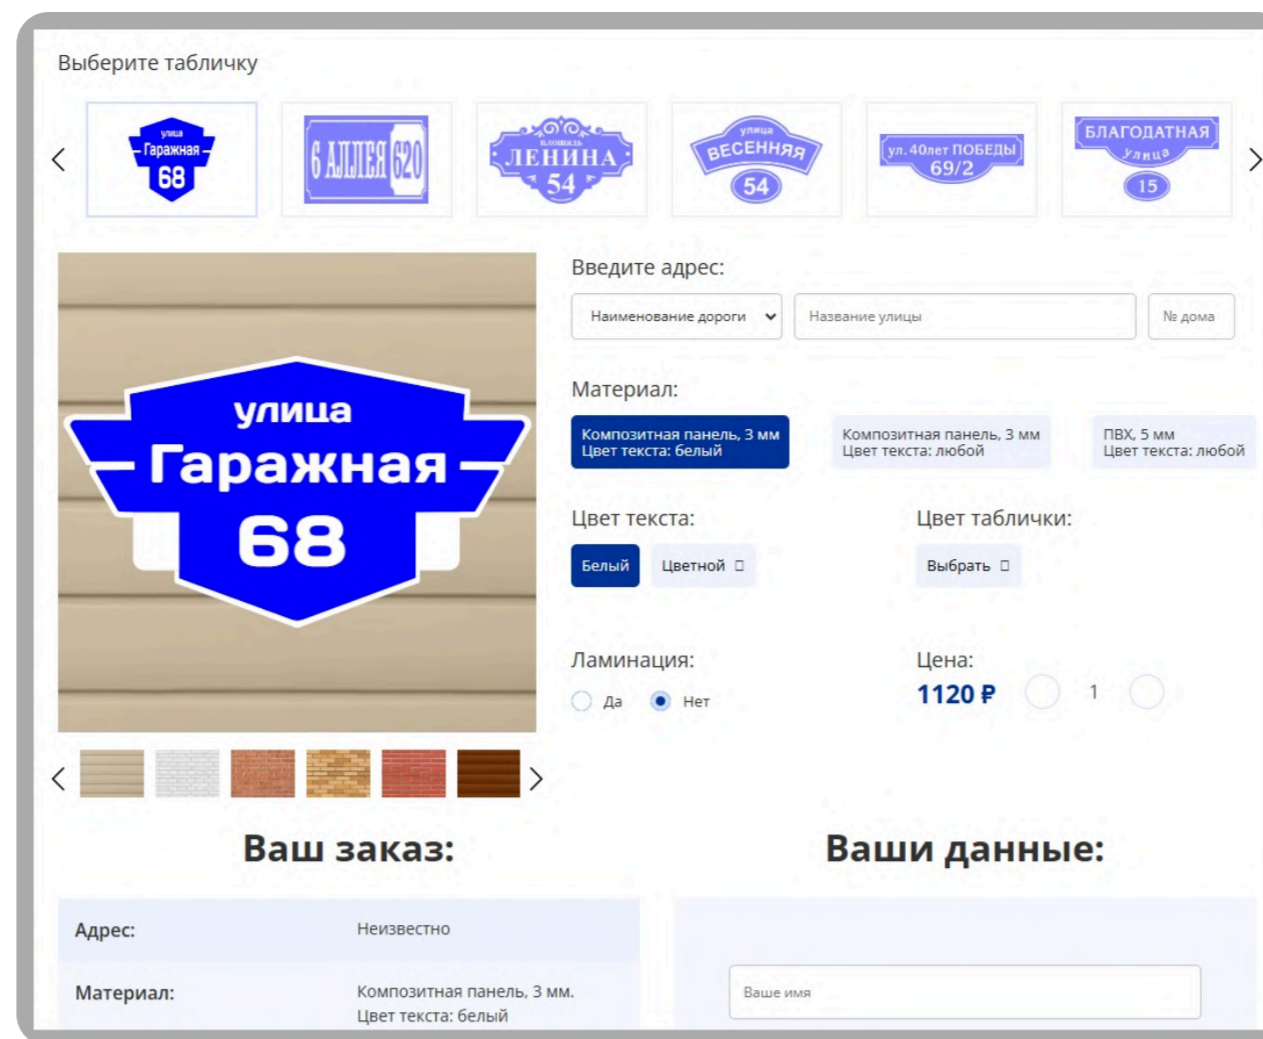 Выберите табличку
улица
Гаражная
68
6 АЛЛЕЯ 620
площадь
ЛЕНИНА
54
улица
ВЕСЕННЯЯ
54
ул. 40лет ПОБЕДЫ
69/2
БЛАГОДАТНАЯ
улица
15
улица
Гаражная
68
Введите адрес:
Наименование дороги
Название улицы
№ дома
Материал:
Композитная панель, 3 мм
Цвет текста: белый
Композитная панель, 3 мм
Цвет текста: любой
ПВХ, 5 мм
Цвет текста: любой
Цвет текста:
Цвет таблички:
Белый
Цветной
Выбрать
Ламинация:
Цена:
Да
Нет
1120 ₽
1
Ваш заказ:
Ваши данные:
Адрес:
Неизвестно
Материал:
Композитная панель, 3 мм.
Цвет текста: белый
Ваше имя